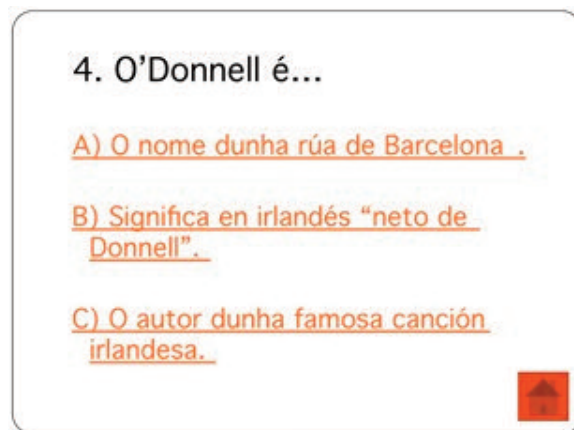 4. O’Donnell é...
A) O nome dunha rúa de Barcelona .
B) Significa en irlandés “neto de
Donnell”.
C) O autor dunha famosa canción
irlandesa.